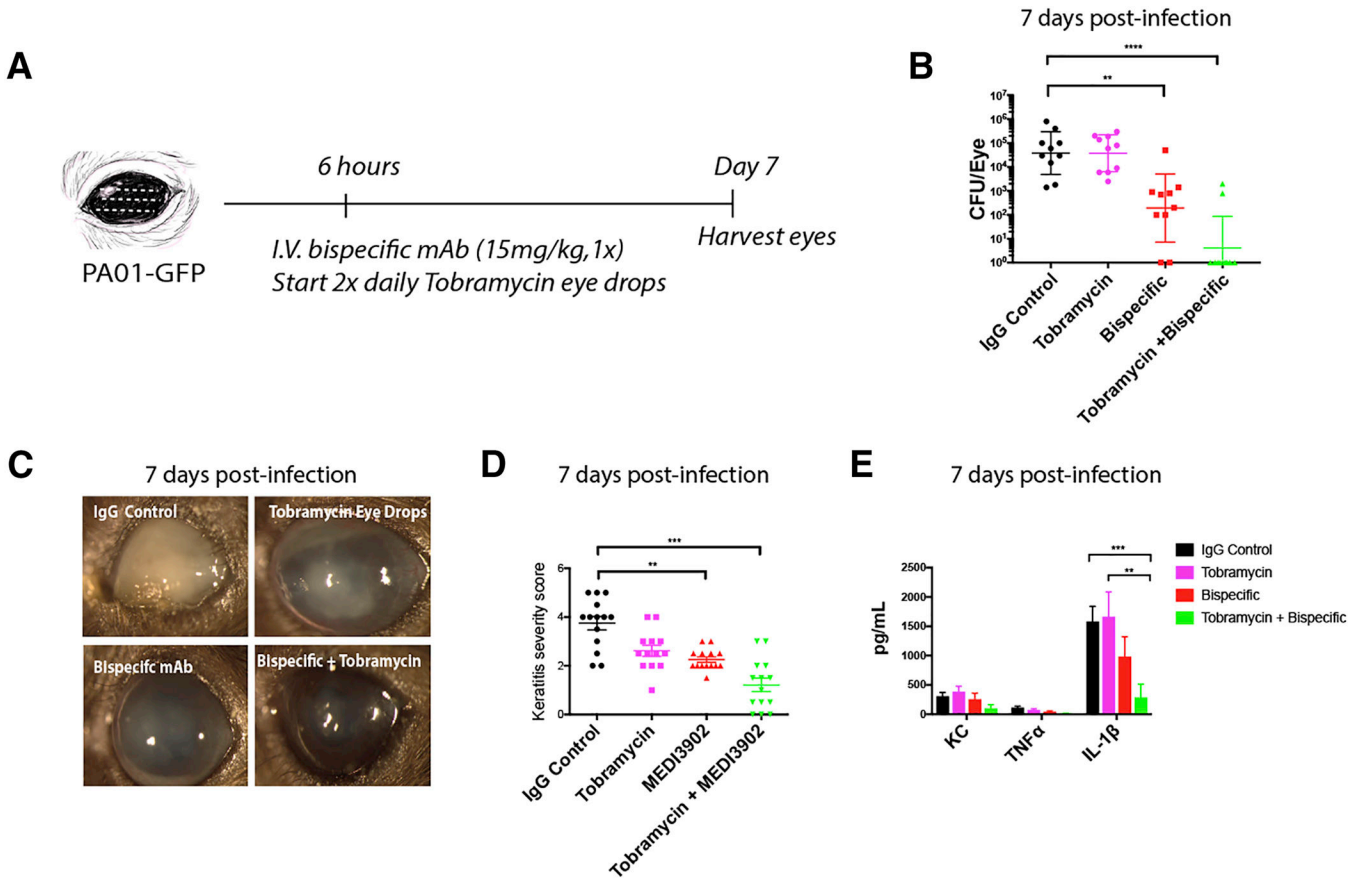 7 days post-infection
A
B
6 hours
Day 7
I.V. bispecific mAb (15mg/kg,1x)
Start 2x daily Tobramycin eye drops
Harvest eyes
PA01-GFP
****
**
CFU/Eye
10⁷
10⁶
10⁵
10⁴
10³
10²
10¹
10⁰
IgG Control
Tobramycin
Bispecific
Tobramycin +Bispecific
C
7 days post-infection
IgG Control
Tobramycin Eye Drops
Bispecifc mAb
Bispecific + Tobramycin
D
7 days post-infection
***
**
Keratitis severity score
6
4
2
0
IgG Control
Tobramycin
MEDI3902
Tobramycin + MEDI3902
E
7 days post-infection
***
**
pg/mL
2500
2000
1500
1000
500
0
KC
TNFα
IL-1β
IgG Control
Tobramycin
Bispecific
Tobramycin + Bispecific